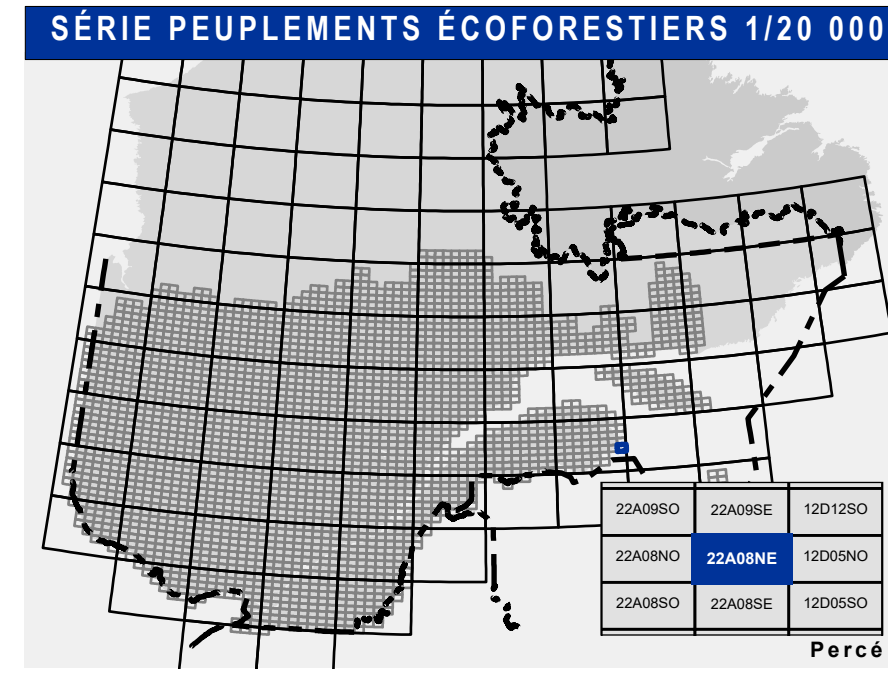 SÉRIE PEUPLEMENTS ÉCOFORESTIERS 1/20 000
22A09SO 22A09SE 12D12SO
22A08NO 22A08NE 12D05NO
22A08SO 22A08SE 12D05SO
Percé